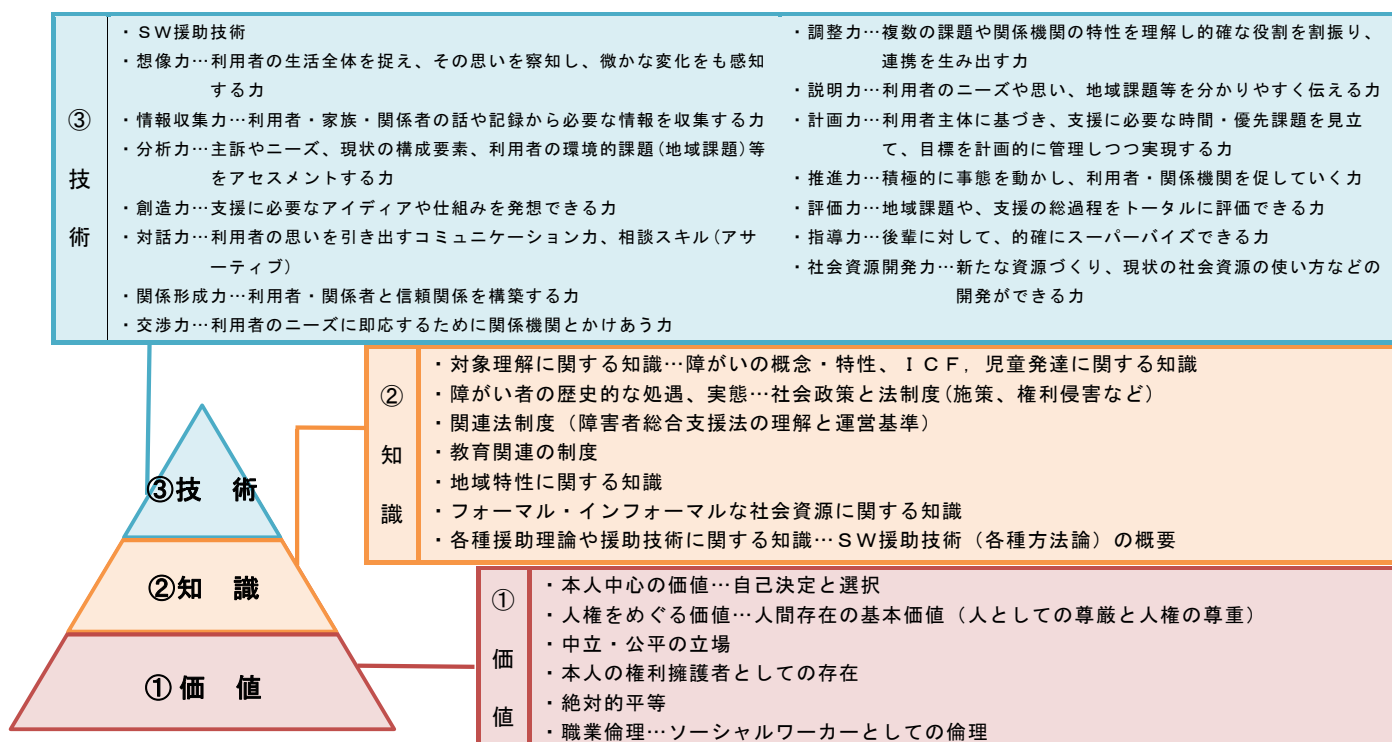 ③
技
術
・ＳＷ援助技術
・想像力…利用者の生活全体を捉え、その思いを察知し、微かな変化をも感知
する力
・情報収集力…利用者・家族・関係者の話や記録から必要な情報を収集する力
・分析力…主訴やニーズ、現状の構成要素、利用者の環境的課題(地域課題)等
をアセスメントする力
・創造力…支援に必要なアイディアや仕組みを発想できる力
・対話力…利用者の思いを引き出すコミュニケーション力、相談スキル(アサ
ーティブ)
・関係形成力…利用者・関係者と信頼関係を構築する力
・交渉力…利用者のニーズに即応するために関係機関とかけあう力
・調整力…複数の課題や関係機関の特性を理解し的確な役割を割振り、
連携を生み出す力
・説明力…利用者のニーズや思い、地域課題等を分かりやすく伝える力
・計画力…利用者主体に基づき、支援に必要な時間・優先課題を見立
て、目標を計画的に管理しつつ実現する力
・推進力…積極的に事態を動かし、利用者・関係機関を促していく力
・評価力…地域課題や、支援の総過程をトータルに評価できる力
・指導力…後輩に対して、的確にスーパーバイズできる力
・社会資源開発力…新たな資源づくり、現状の社会資源の使い方などの
開発ができる力
②
知
識
・対象理解に関する知識…障がいの概念・特性、ＩＣＦ，児童発達に関する知識
・障がい者の歴史的な処遇、実態…社会政策と法制度(施策、権利侵害など)
・関連法制度（障害者総合支援法の理解と運営基準）
・教育関連の制度
・地域特性に関する知識
・フォーマル・インフォーマルな社会資源に関する知識
・各種援助理論や援助技術に関する知識…ＳＷ援助技術（各種方法論）の概要
①
価
値
・本人中心の価値…自己決定と選択
・人権をめぐる価値…人間存在の基本価値（人としての尊厳と人権の尊重）
・中立・公平の立場
・本人の権利擁護者としての存在
・絶対的平等
・職業倫理…ソーシャルワーカーとしての倫理
③技　術
②知　識
①価　値